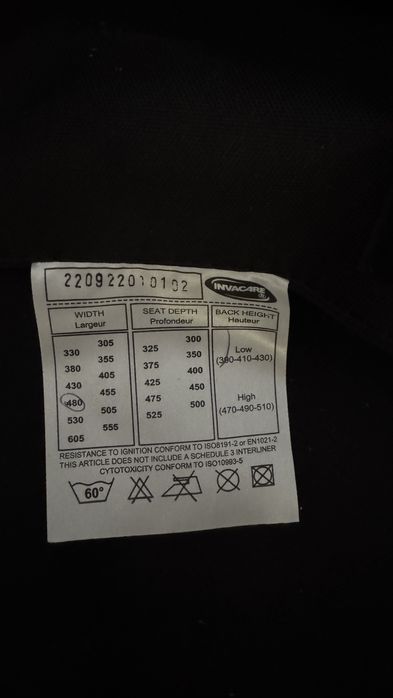 220922010102
INVACARE
WIDTH SEAT DEPTH BACK HEIGHT
Largeur Profondeur Hauteur
305 300
330 325 Low
355 350 (390-410-430)
380 375
405 400
430 425 High
455 450 (470-490-510)
480 475
505 500
530 525
555
605
RESISTANCE TO IGNITION CONFORM TO ISO8191-2 or EN1021-2
THIS ARTICLE DOES NOT INCLUDE A SCHEDULE 3 INTERLINER
CYTOTOXICITY CONFORM TO ISO10993-5
60°